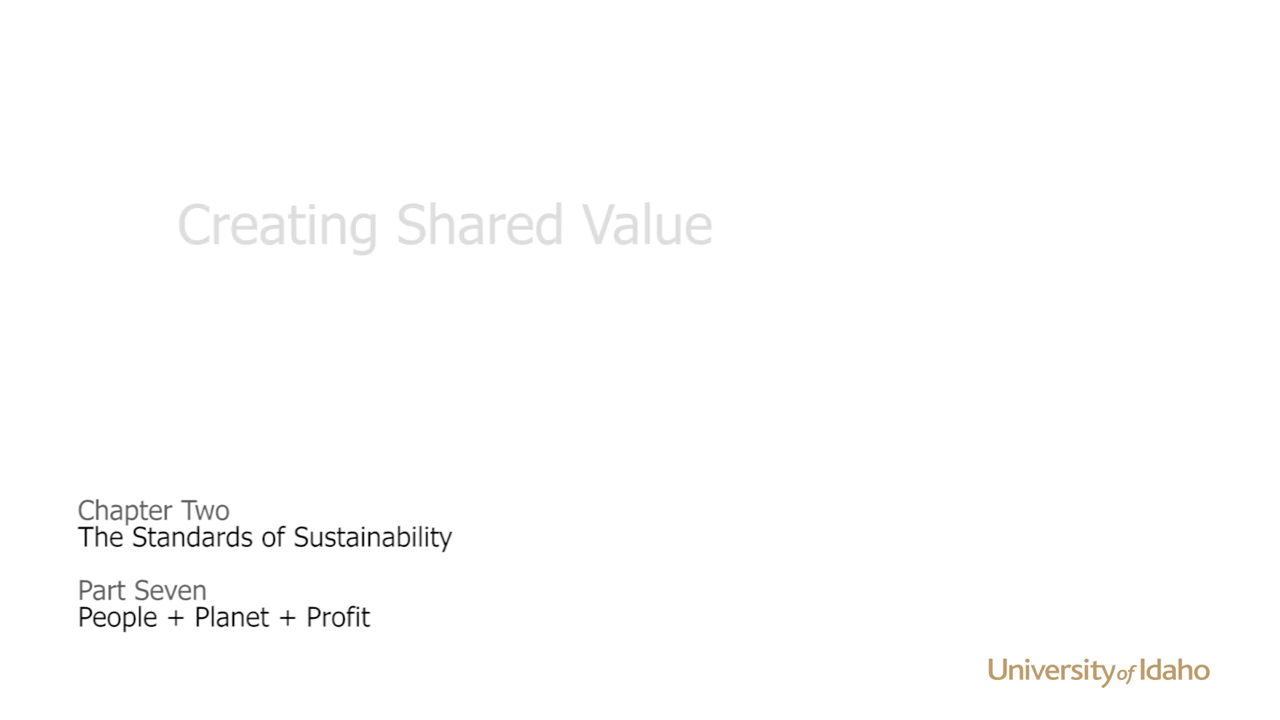 Creating Shared Value
Chapter Two
The Standards of Sustainability
Part Seven
People + Planet + Profit
University of Idaho